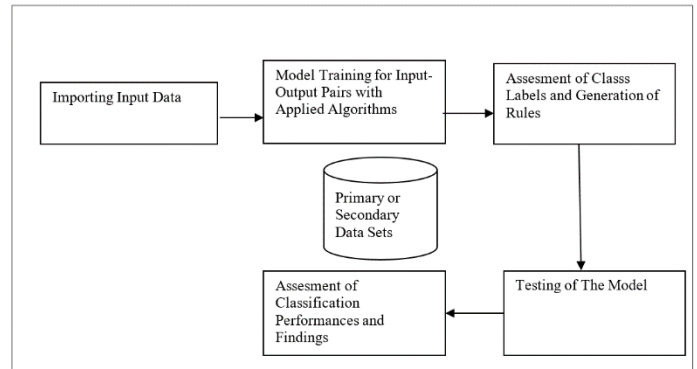 Importing Input Data
Model Training for Input-
Output Pairs with
Applied Algorithms
Assesment of Classs
Labels and Generation of
Rules
Primary or
Secondary
Data Sets
Assesment of
Classification
Performances and
Findings
Testing of The Model